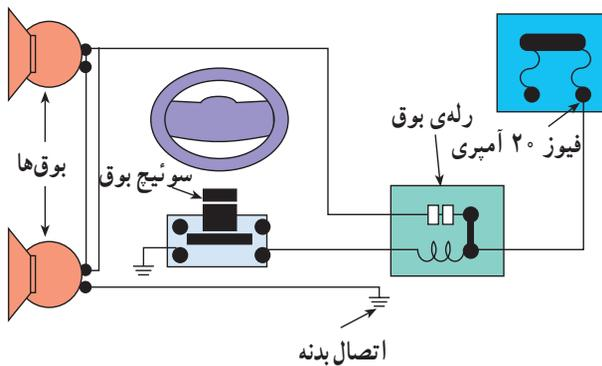 رله‌ی بوق
فیوز ۲۰ آمپری
بوق‌ها
سوئیچ بوق
اتصال بدنه